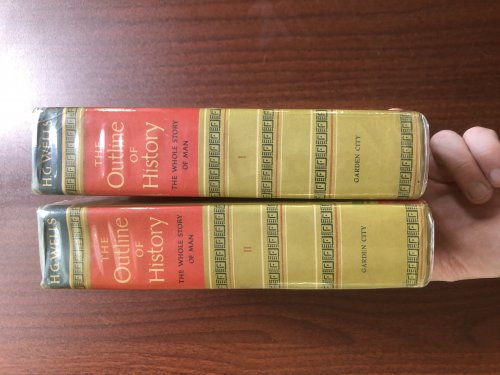 H.G.WELLS
THE
Outline
OF
History
THE WHOLE STORY
OF MAN
I
GARDEN CITY
H.G.WELLS
THE
Outline
OF
History
THE WHOLE STORY
OF MAN
II
GARDEN CITY